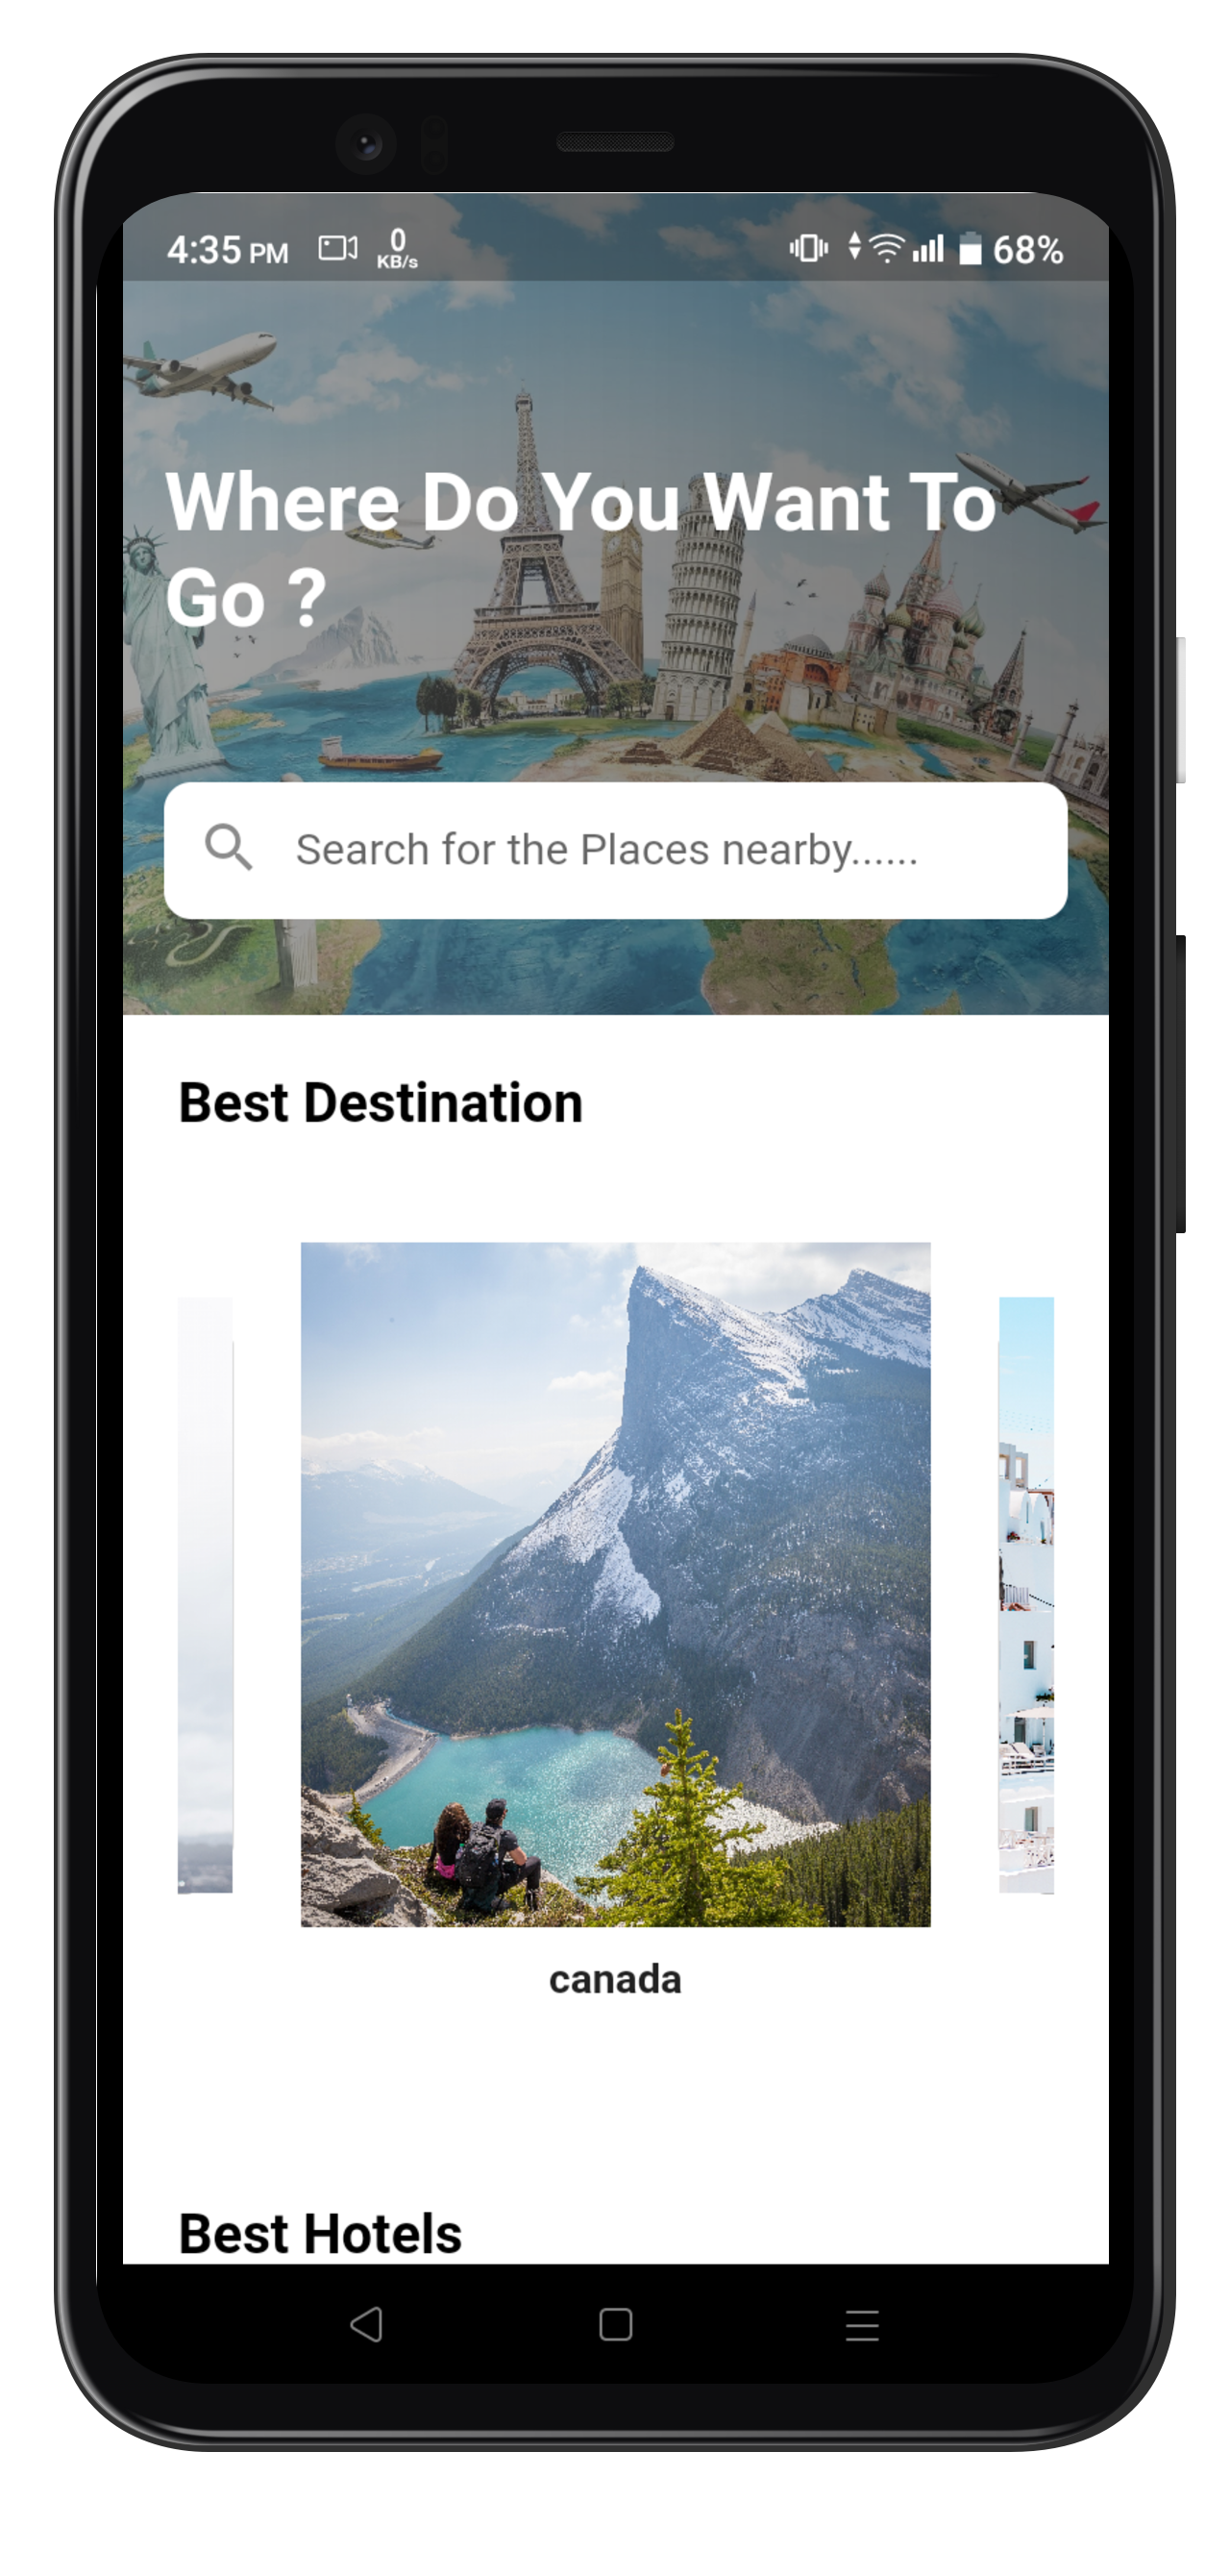 4:35 PM 0 KB/s 68%
Where Do You Want To
Go ?
Search for the Places nearby......
Best Destination
canada
Best Hotels